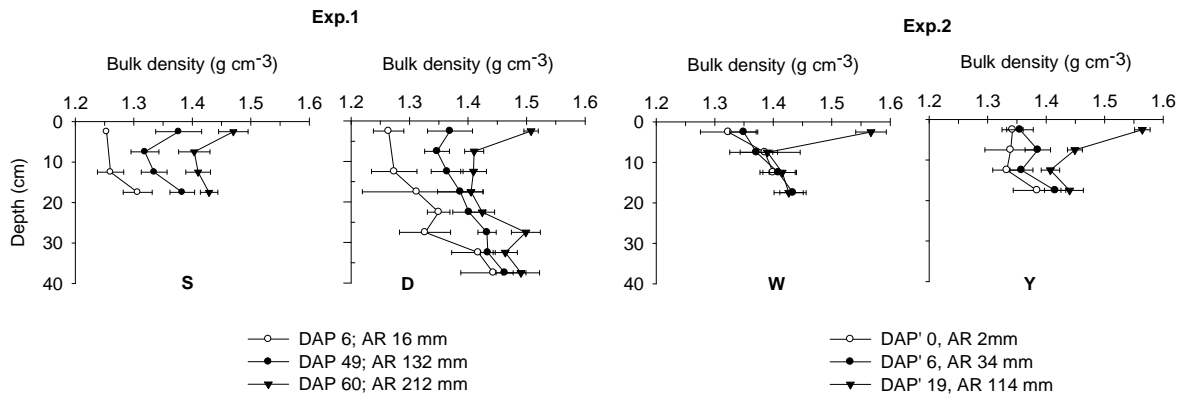 Exp.1
Exp.2
Bulk density (g cm-3)
Bulk density (g cm-3)
Bulk density (g cm-3)
Bulk density (g cm-3)
1.2 1.3 1.4 1.5 1.6
1.2 1.3 1.4 1.5 1.6
1.2 1.3 1.4 1.5 1.6
1.2 1.3 1.4 1.5 1.6
Depth (cm)
0
10
20
30
40
0
10
20
30
40
S
D
W
Y
DAP 6; AR 16 mm
DAP 49; AR 132 mm
DAP 60; AR 212 mm
DAP' 0, AR 2mm
DAP' 6, AR 34 mm
DAP' 19, AR 114 mm